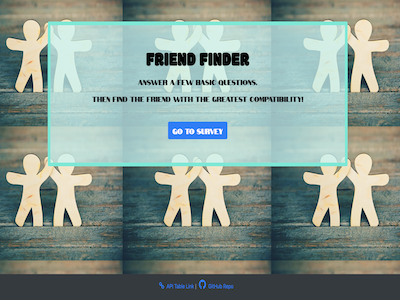 FRIEND FINDER
ANSWER A FEW BASIC QUESTIONS.
THEN FIND THE FRIEND WITH THE GREATEST COMPATIBILITY!
GO TO SURVEY
API Table Link | GitHub Repo